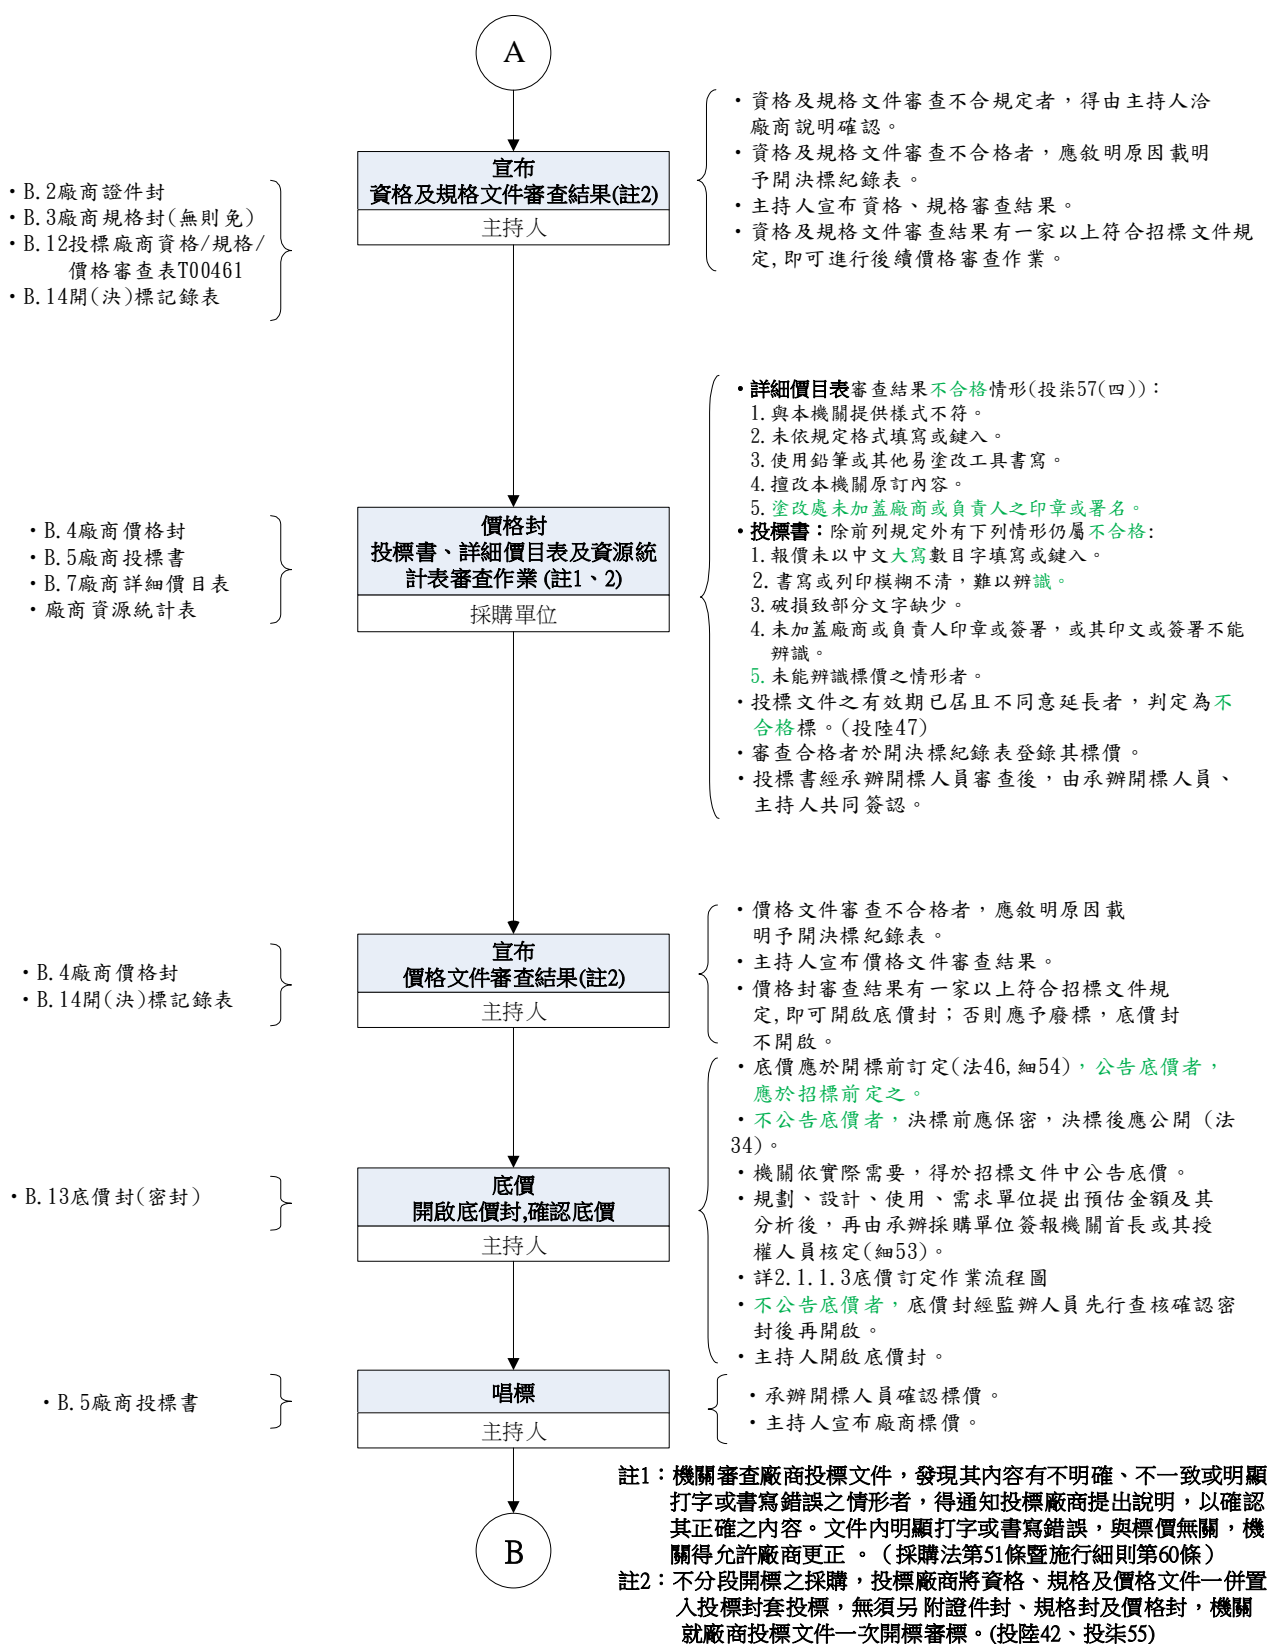 A
宣布
資格及規格文件審查結果(註2)
主持人
・B.2廠商證件封
・B.3廠商規格封(無則免)
・B.12投標廠商資格/規格/
價格審查表T00461
・B.14開(決)標記錄表
・資格及規格文件審查不合規定者，得由主持人洽
廠商說明確認。
・資格及規格文件審查不合格者，應敘明原因載明
予開決標紀錄表。
・主持人宣布資格、規格審查結果。
・資格及規格文件審查結果有一家以上符合招標文件規
定,即可進行後續價格審查作業。
價格封
投標書、詳細價目表及資源統
計表審查作業(註1、2)
採購單位
・B.4廠商價格封
・B.5廠商投標書
・B.7廠商詳細價目表
・廠商資源統計表
・詳細價目表審查結果不合格情形(投柒57(四))：
1.與本機關提供樣式不符。
2.未依規定格式填寫或鍵入。
3.使用鉛筆或其他易塗改工具書寫。
4.擅改本機關原訂內容。
5.塗改處未加蓋廠商或負責人之印章或署名。
・投標書：除前列規定外有下列情形仍屬不合格:
1.報價未以中文大寫數目字填寫或鍵入。
2.書寫或列印模糊不清，難以辨識。
3.破損致部分文字缺少。
4.未加蓋廠商或負責人印章或簽署，或其印文或簽署不能
辨識。
5.未能辨識標價之情形者。
・投標文件之有效期已屆且不同意延長者，判定為不
合格標。(投陸47)
・審查合格者於開決標紀錄表登錄其標價。
・投標書經承辦開標人員審查後，由承辦開標人員、
主持人共同簽認。
宣布
價格文件審查結果(註2)
主持人
・B.4廠商價格封
・B.14開(決)標記錄表
・價格文件審查不合格者，應敘明原因載
明予開決標紀錄表。
・主持人宣布價格文件審查結果。
・價格封審查結果有一家以上符合招標文件規
定,即可開啟底價封；否則應予廢標，底價封
不開啟。
底價
開啟底價封,確認底價
主持人
・B.13底價封(密封)
・底價應於開標前訂定(法46,細54)，公告底價者，
應於招標前定之。
・不公告底價者，決標前應保密，決標後應公開 (法
34)。
・機關依實際需要，得於招標文件中公告底價。
・規劃、設計、使用、需求單位提出預估金額及其
分析後，再由承辦採購單位簽報機關首長或其授
權人員核定(細53)。
・詳2.1.1.3底價訂定作業流程圖
・不公告底價者，底價封經監辦人員先行查核確認密
封後再開啟。
・主持人開啟底價封。
唱標
主持人
・B.5廠商投標書
・承辦開標人員確認標價。
・主持人宣布廠商標價。
B
註1：機關審查廠商投標文件，發現其內容有不明確、不一致或明顯
打字或書寫錯誤之情形者，得通知投標廠商提出說明，以確認
其正確之內容。文件內明顯打字或書寫錯誤，與標價無關，機
關得允許廠商更正 。（採購法第51條暨施行細則第60條）
註2：不分段開標之採購，投標廠商將資格、規格及價格文件一併置
入投標封套投標，無須另附證件封、規格封及價格封，機關
就廠商投標文件一次開標審標。(投陸42、投柒55)